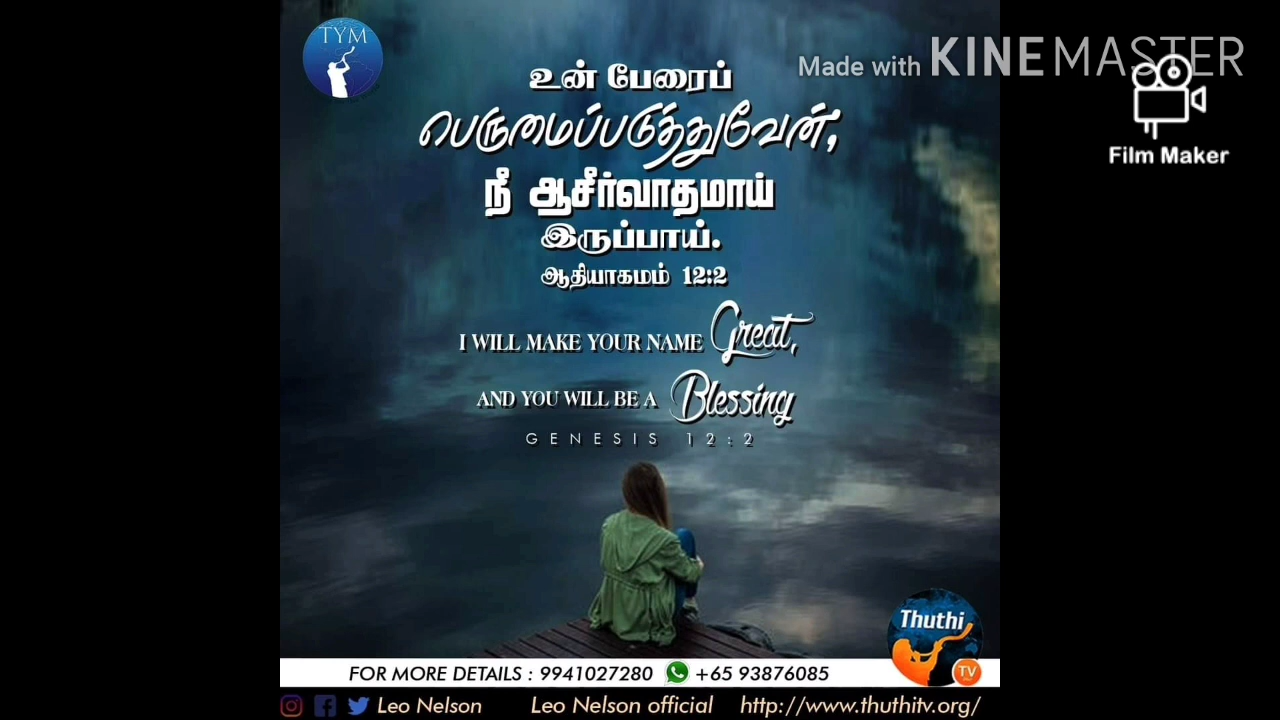 TYM
Made with KINEMASTER
Film Maker
உன் பேரைப்
பெருமைப்படுத்துவேன்,
நீ ஆசீர்வாதமாய்
இருப்பாய்.
ஆதியாகமம் 12:2
I WILL MAKE YOUR NAME Great,
AND YOU WILL BE A Blessing
GENESIS 12:2
Thuthi
TV
FOR MORE DETAILS : 9941027280 +65 93876085
Leo Nelson Leo Nelson official http://www.thuthitv.org/